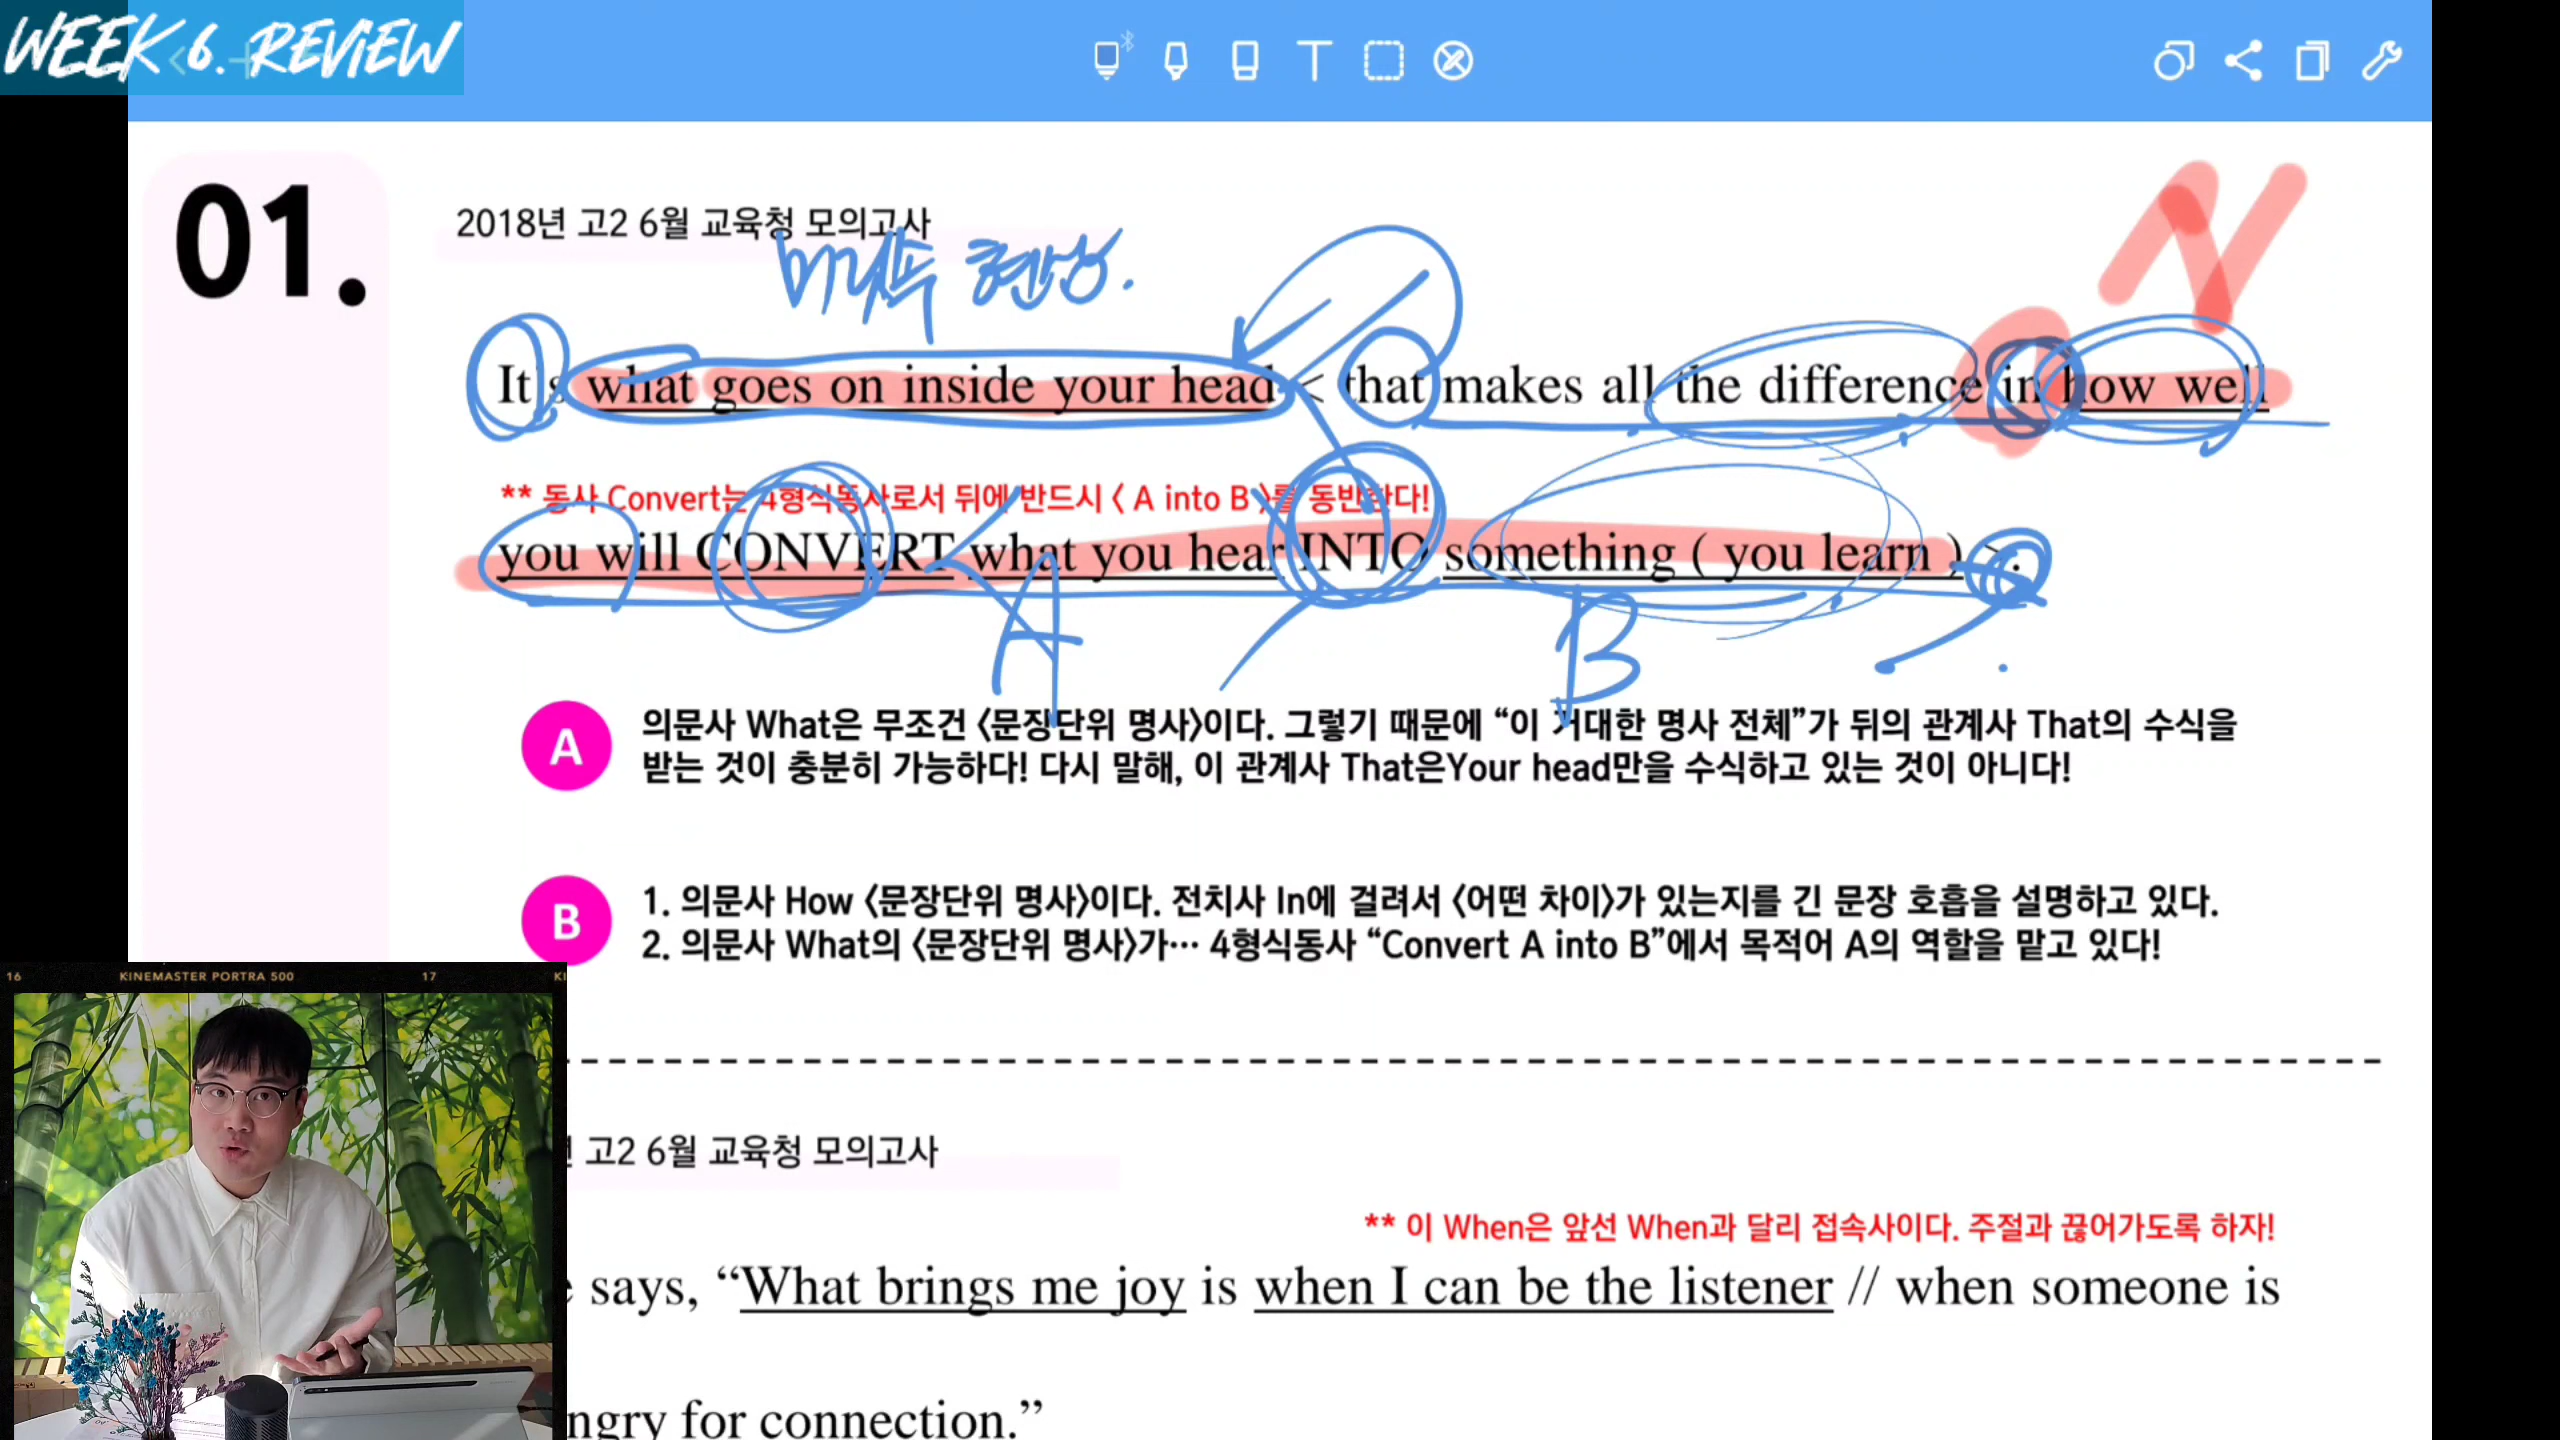 WEEK 6. REVIEW
01.
2018년 고2 6월 교육청 모의고사
현상.
N
It's what goes on inside your head < that makes all the difference in how well
** 동사 Convert는 4형식동사로서 뒤에 반드시 < A into B >를 동반한다!
you will CONVERT what you hear INTO something ( you learn ) >.
A
B
A
의문사 What은 무조건 <문장단위 명사>이다. 그렇기 때문에 “이 거대한 명사 전체”가 뒤의 관계사 That의 수식을
받는 것이 충분히 가능하다! 다시 말해, 이 관계사 That은Your head만을 수식하고 있는 것이 아니다!
B
1. 의문사 How <문장단위 명사>이다. 전치사 In에 걸려서 <어떤 차이>가 있는지를 긴 문장 호흡을 설명하고 있다.
2. 의문사 What의 <문장단위 명사>가… 4형식동사 “Convert A into B”에서 목적어 A의 역할을 맡고 있다!
16 KINEMASTER PORTRA 500 17 KI
고2 6월 교육청 모의고사
** 이 When은 앞선 When과 달리 접속사이다. 주절과 끊어가도록 하자!
says, “What brings me joy is when I can be the listener // when someone is
ngry for connection.”